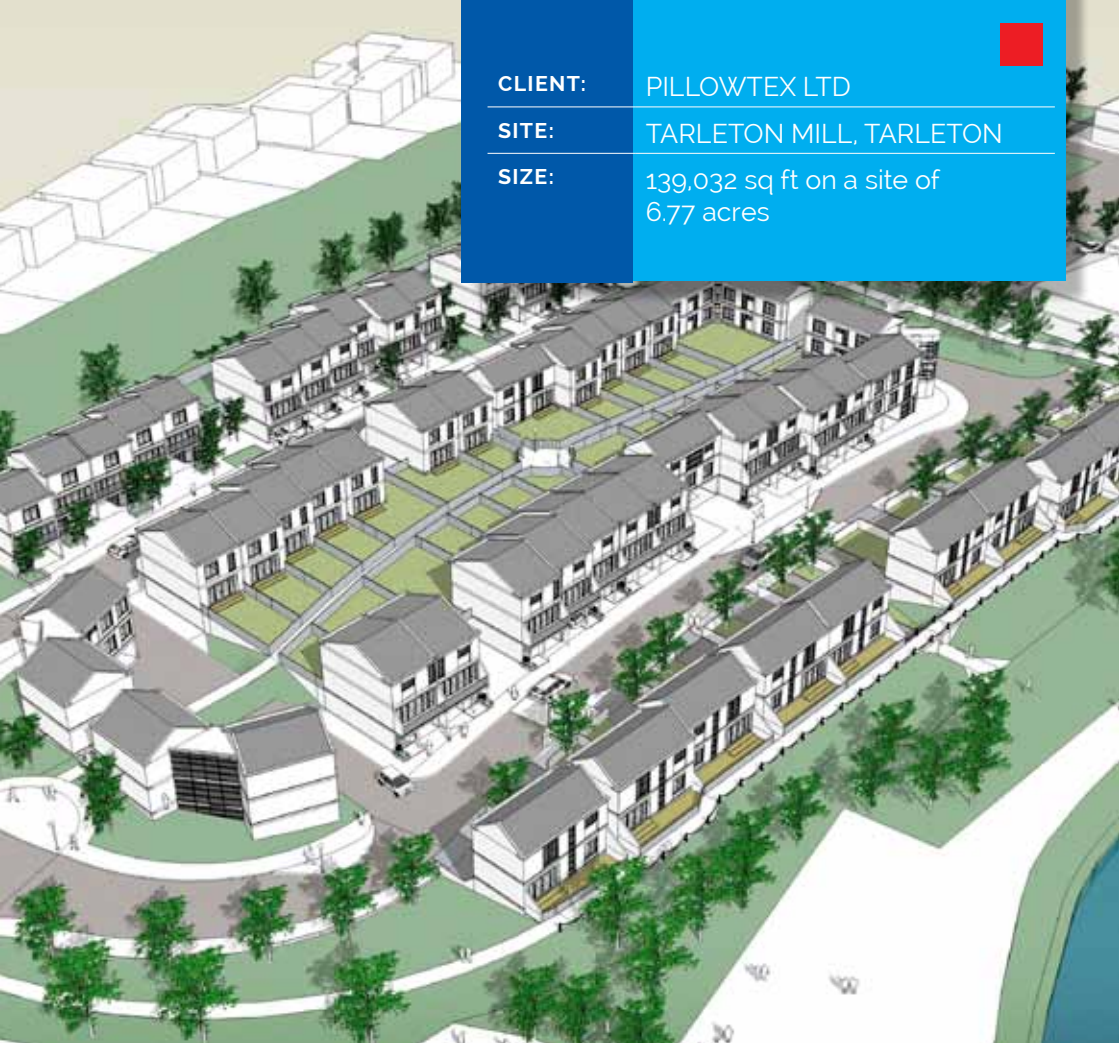 CLIENT: PILLOWTEX LTD
SITE: TARLETON MILL, TARLETON
SIZE: 139,032 sq ft on a site of
6.77 acres